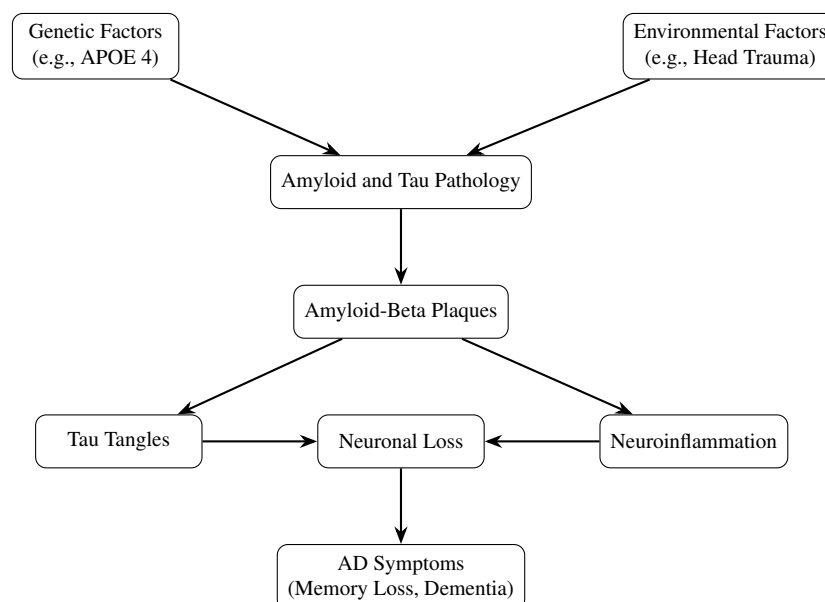 Genetic Factors
(e.g., APOE 4)
Environmental Factors
(e.g., Head Trauma)
Amyloid and Tau Pathology
Amyloid-Beta Plaques
Tau Tangles
Neuronal Loss
Neuroinflammation
AD Symptoms
(Memory Loss, Dementia)